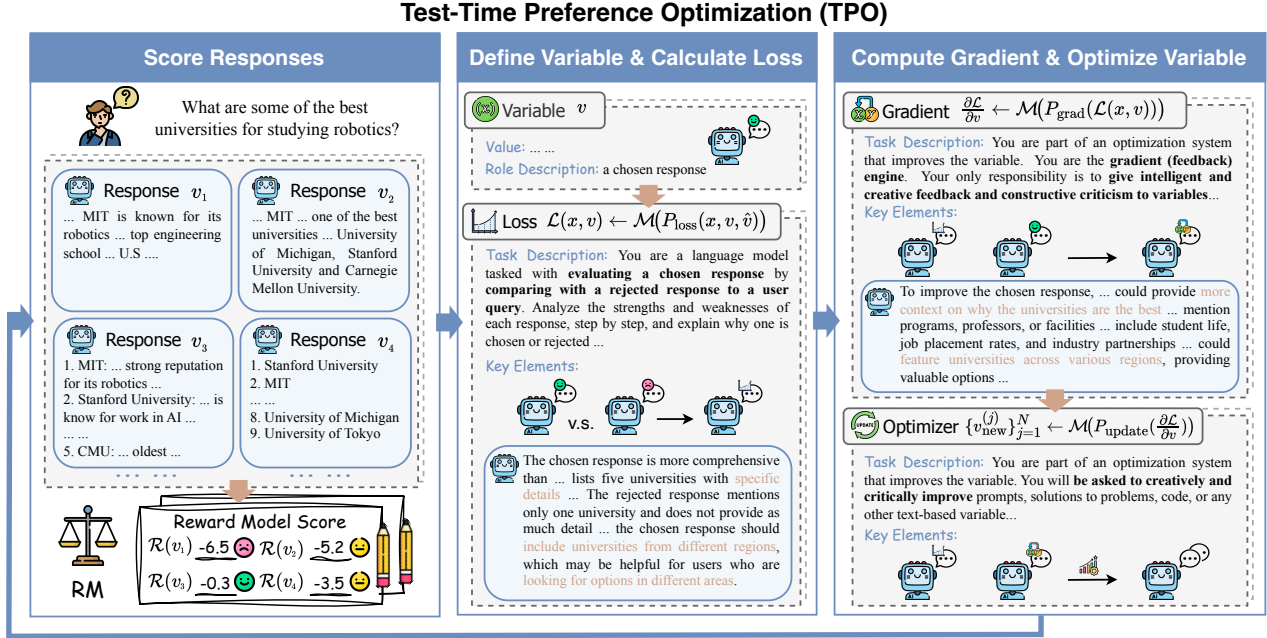 Test-Time Preference Optimization (TPO)
Score Responses
What are some of the best
universities for studying robotics?
Response v₁
... MIT is known for its
robotics ... top engineering
school ... U.S ....
Response v₂
... MIT ... one of the best
universities ... University
of Michigan, Stanford
University and Carnegie
Mellon University.
Response v₃
1. MIT: ... strong reputation
for its robotics ...
2. Stanford University: ... is
know for work in AI ...
... ...
5. CMU: ... oldest ...
Response v₄
1. Stanford University
2. MIT
... ...
8. University of Michigan
9. University of Tokyo
... ... ... ...
RM
Reward Model Score
R(v₁) -6.5 R(v₂) -5.2
R(v₃) -0.3 R(v₄) -3.5
Define Variable & Calculate Loss
(x) Variable v
Value: ... ...
Role Description: a chosen response
AI
Loss L(x, v) ← M(P_loss(x, v, v̂))
Task Description: You are a language model
tasked with evaluating a chosen response by
comparing with a rejected response to a user
query. Analyze the strengths and weaknesses of
each response, step by step, and explain why one is
chosen or rejected ...
Key Elements:
AI V.S. AI AI
The chosen response is more comprehensive
than ... lists five universities with specific
details ... The rejected response mentions
only one university and does not provide as
much detail ... the chosen response should
include universities from different regions,
which may be helpful for users who are
looking for options in different areas.
Compute Gradient & Optimize Variable
Gradient ∂L/∂v ← M(P_grad(L(x, v)))
Task Description: You are part of an optimization system
that improves the variable. You are the gradient (feedback)
engine. Your only responsibility is to give intelligent and
creative feedback and constructive criticism to variables...
Key Elements:
AI AI AI
To improve the chosen response, ... could provide more
context on why the universities are the best ... mention
programs, professors, or facilities ... include student life,
job placement rates, and industry partnerships ... could
feature universities across various regions, providing
valuable options ...
UPDATE Optimizer {v_new^(j)}_{j=1}^N ← M(P_update(∂L/∂v))
Task Description: You are part of an optimization system
that improves the variable. You will be asked to creatively and
critically improve prompts, solutions to problems, code, or any
other text-based variable...
Key Elements:
AI AI AI